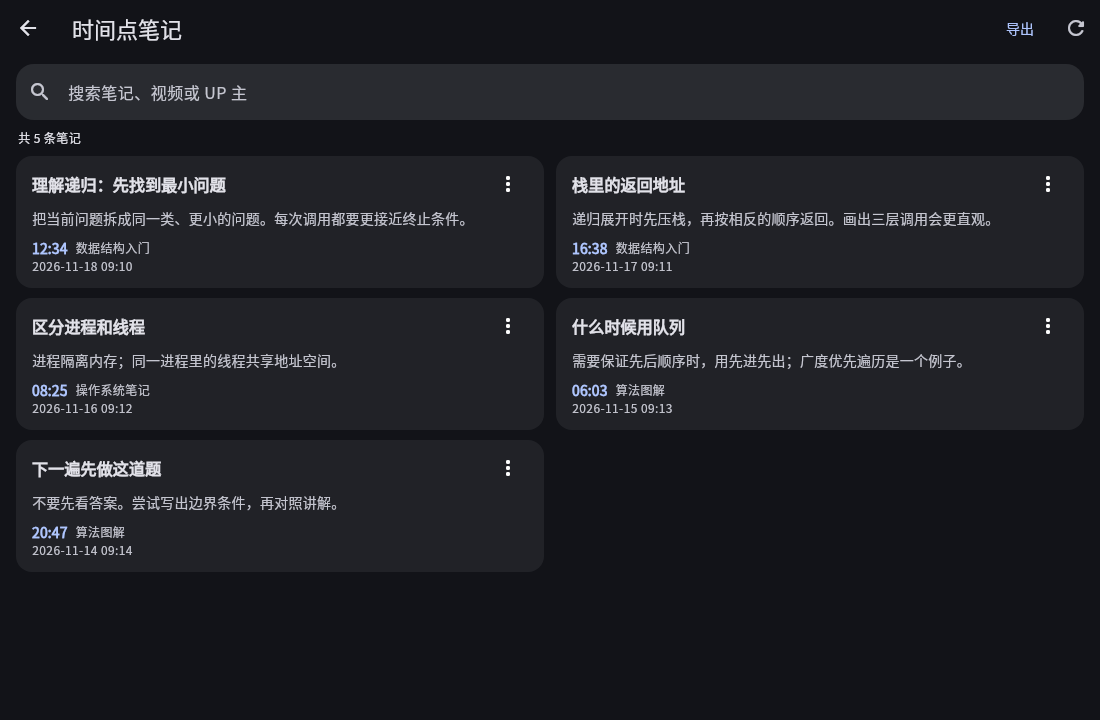 时间点笔记
导出
搜索笔记、视频或 UP 主
共 5 条笔记
理解递归：先找到最小问题
把当前问题拆成同一类、更小的问题。每次调用都要更接近终止条件。
12:34 数据结构入门
2026-11-18 09:10
栈里的返回地址
递归展开时先压栈，再按相反的顺序返回。画出三层调用会更直观。
16:38 数据结构入门
2026-11-17 09:11
区分进程和线程
进程隔离内存；同一进程里的线程共享地址空间。
08:25 操作系统笔记
2026-11-16 09:12
什么时候用队列
需要保证先后顺序时，用先进先出；广度优先遍历是一个例子。
06:03 算法图解
2026-11-15 09:13
下一遍先做这道题
不要先看答案。尝试写出边界条件，再对照讲解。
20:47 算法图解
2026-11-14 09:14